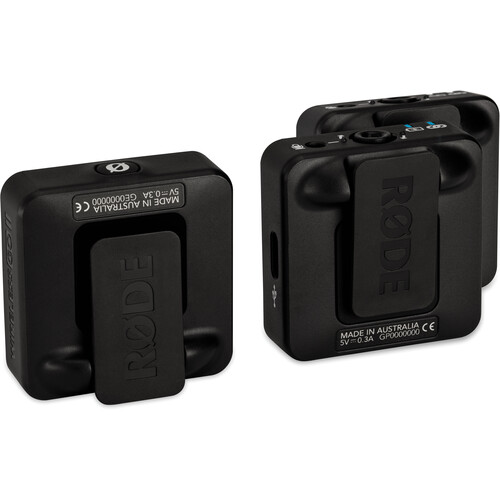 Ø
MADE IN AUSTRALIA
5V⎓0.3A GE0000000 CE
RØDE
RØDE
MADE IN AUSTRALIA CE
5V⎓0.3A GP0000000